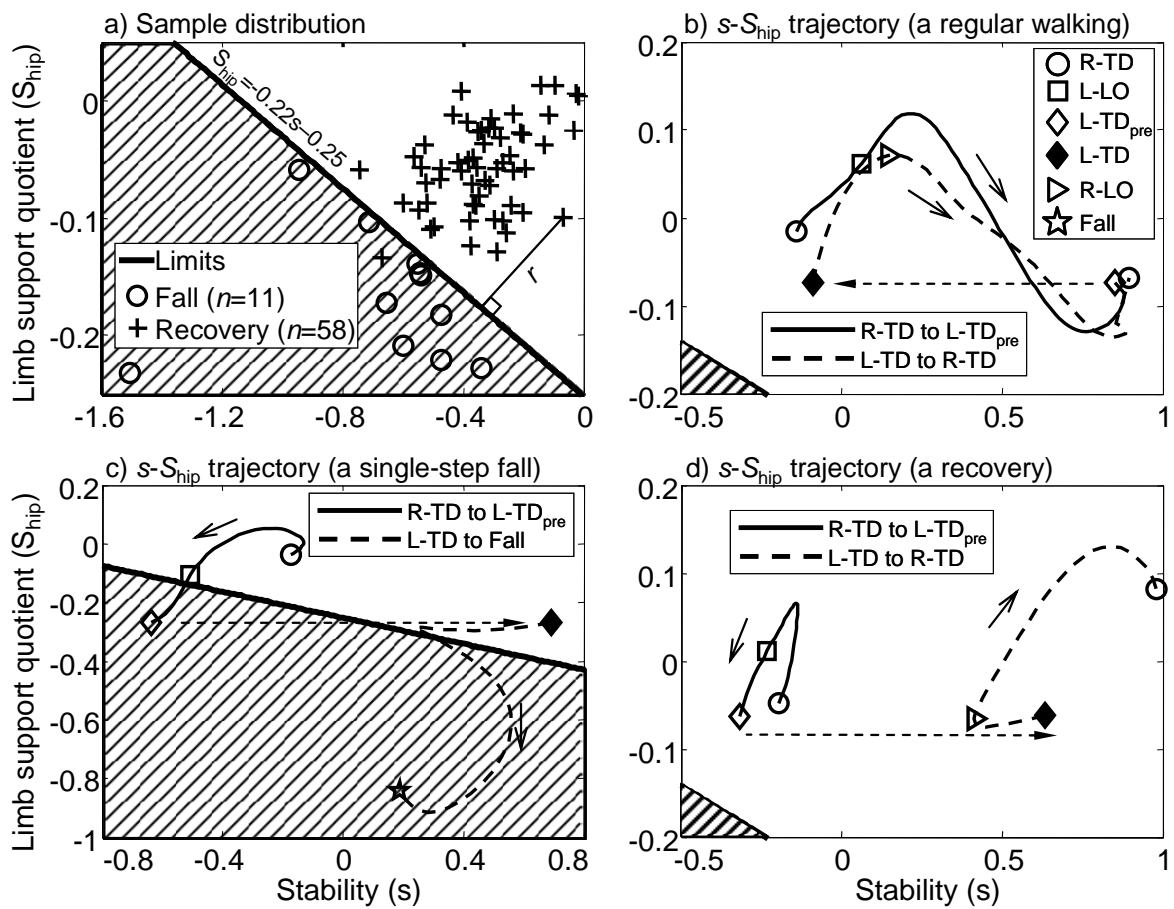 a) Sample distribution
Limb support quotient (S_hip)
0
-0.1
-0.2
-1.6
-1.2
-0.8
-0.4
0
S_hip=-0.22s-0.25
r
Limits
Fall (n=11)
Recovery (n=58)
b) s-S_hip trajectory (a regular walking)
0.2
0.1
0
-0.1
-0.2
-0.5
0
0.5
1
R-TD
L-LO
L-TD_pre
L-TD
R-LO
Fall
R-TD to L-TD_pre
L-TD to R-TD
c) s-S_hip trajectory (a single-step fall)
Limb support quotient (S_hip)
0.2
0
-0.2
-0.4
-0.6
-0.8
-1
-0.8
-0.4
0
0.4
0.8
Stability (s)
R-TD to L-TD_pre
L-TD to Fall
d) s-S_hip trajectory (a recovery)
0.2
0.1
0
-0.1
-0.2
-0.5
0
0.5
1
Stability (s)
R-TD to L-TD_pre
L-TD to R-TD